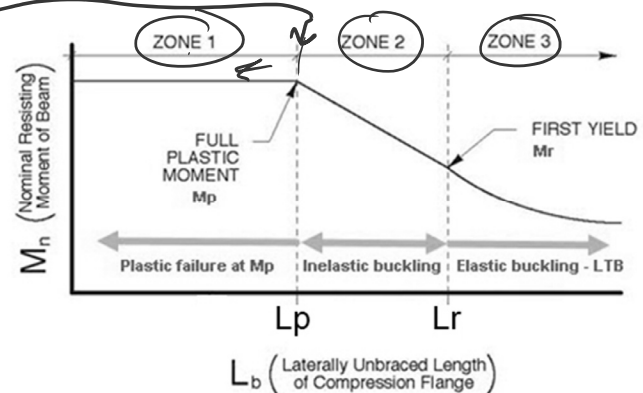 ZONE 1
ZONE 2
ZONE 3
FULL
PLASTIC
MOMENT
Mp
FIRST YIELD
Mr
Mn (Nominal Resisting
Moment of Beam)
Plastic failure at Mp
Inelastic buckling
Elastic buckling - LTB
Lp
Lr
Lb (Laterally Unbraced Length
of Compression Flange)